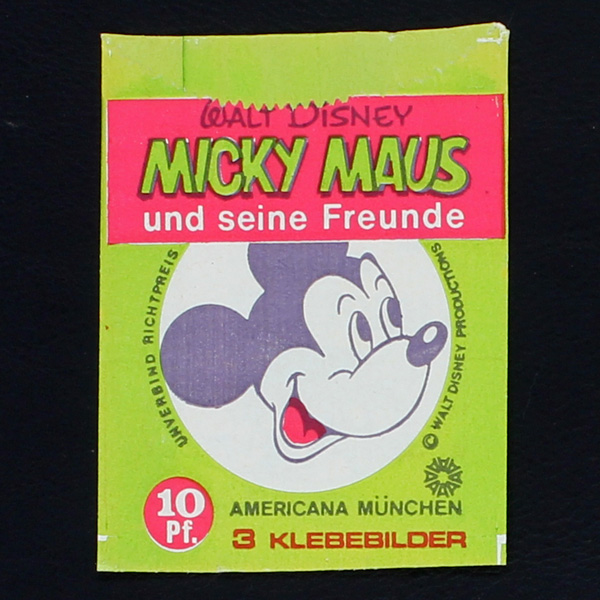 WALT DISNEY
MICKY MAUS
und seine Freunde
UNVERBIND RICHTPREIS
© WALT DISNEY PRODUCTIONS
10
Pf.
AMERICANA MÜNCHEN
3 KLEBEBILDER